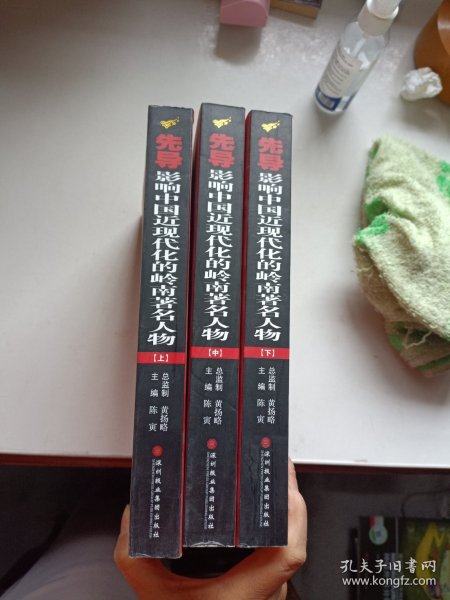 先导
影响中国近现代化的岭南著名人物
【上】
总监制 黄扬略
主编 陈寅
深圳报业集团出版社
先导
影响中国近现代化的岭南著名人物
【中】
总监制 黄扬略
主编 陈寅
深圳报业集团出版社
先导
影响中国近现代化的岭南著名人物
【下】
总监制 黄扬略
主编 陈寅
深圳报业集团出版社
孔夫子旧书网
www.kongfz.com